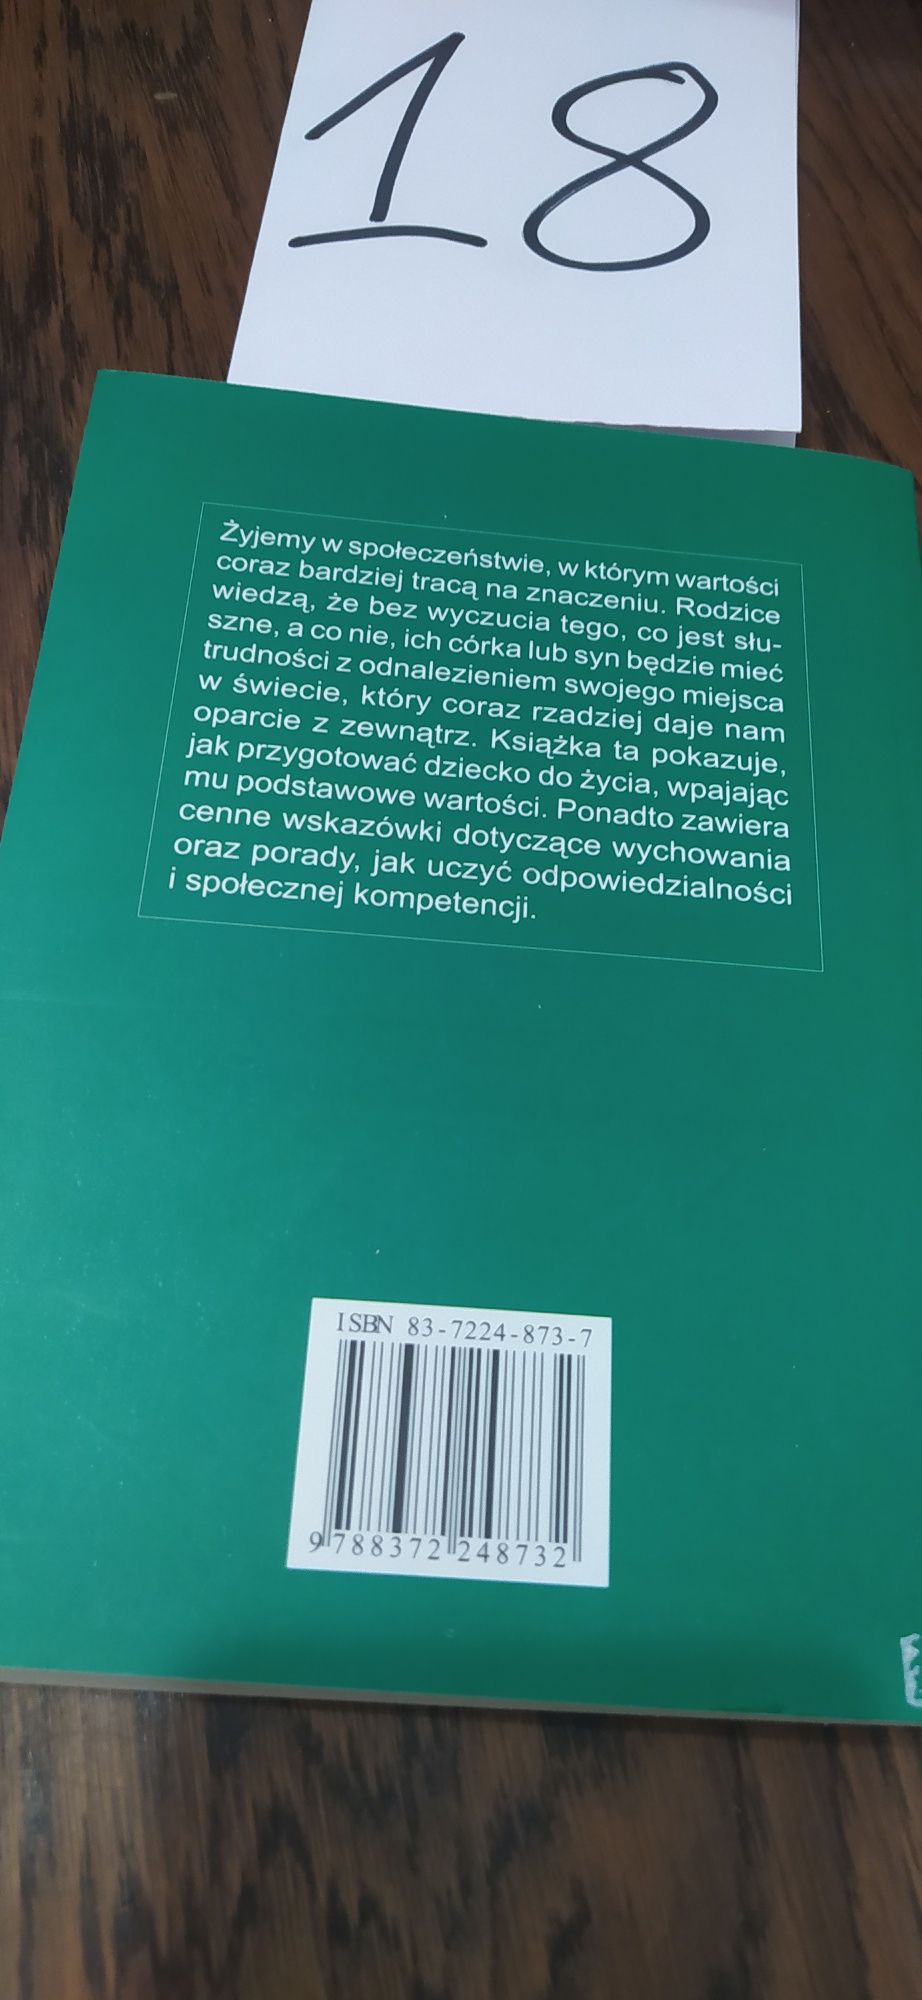 18
Żyjemy w społeczeństwie, w którym wartości
coraz bardziej tracą na znaczeniu. Rodzice
wiedzą, że bez wyczucia tego, co jest słu-
szne, a co nie, ich córka lub syn będzie mieć
trudności z odnalezieniem swojego miejsca
w świecie, który coraz rzadziej daje nam
oparcie z zewnątrz. Książka ta pokazuje,
jak przygotować dziecko do życia, wpajając
mu podstawowe wartości. Ponadto zawiera
cenne wskazówki dotyczące wychowania
oraz porady, jak uczyć odpowiedzialności
i społecznej kompetencji.
ISBN 83-7224-873-7
9 788372 248732